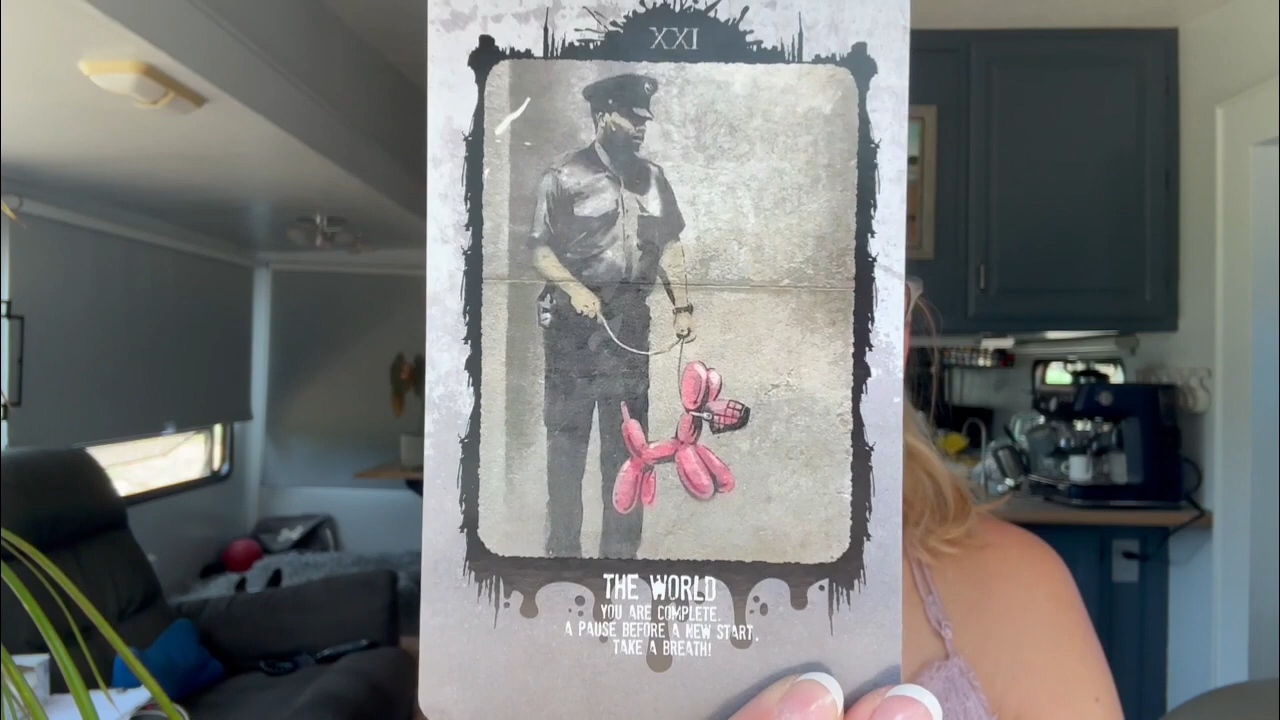 XXI
THE WORLD
YOU ARE COMPLETE.
A PAUSE BEFORE A NEW START,
TAKE A BREATH!